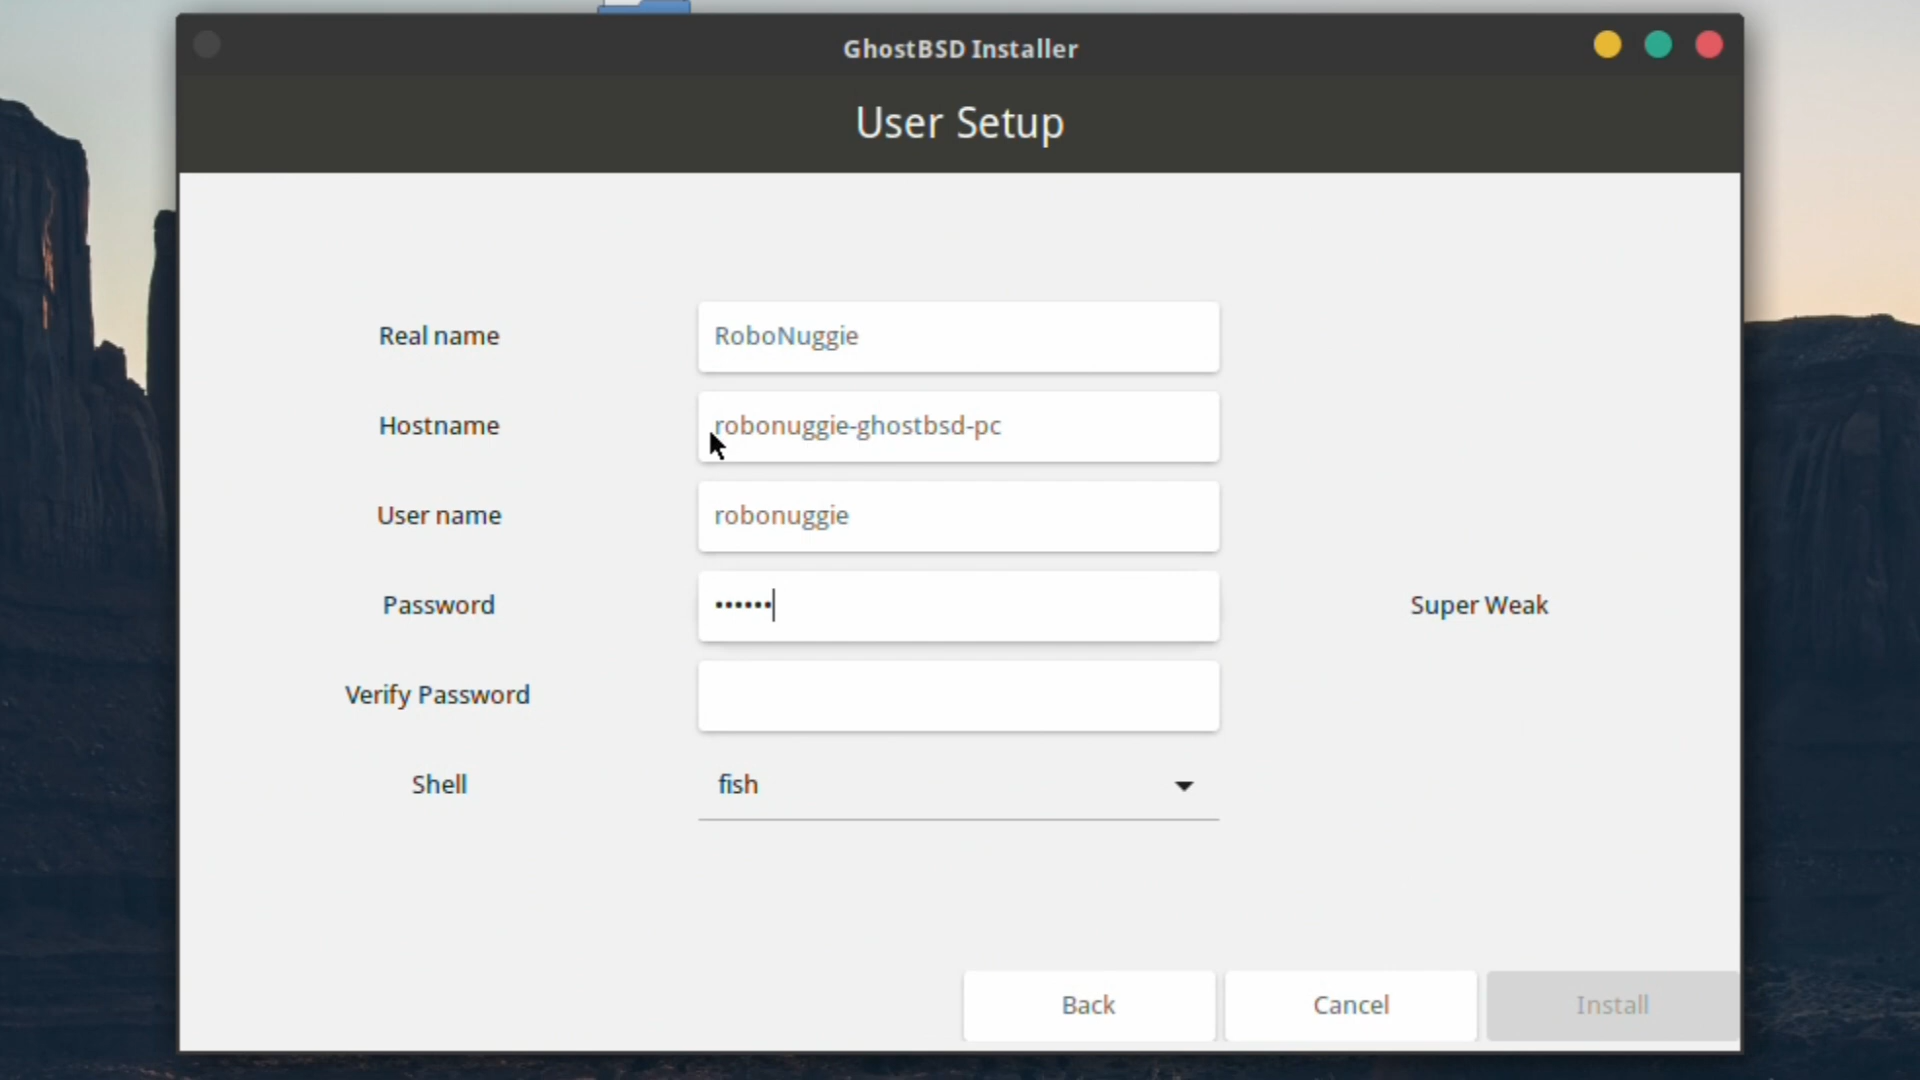 GhostBSD Installer
User Setup
Real name RoboNuggie
Hostname robonuggie-ghostbsd-pc
User name robonuggie
Password •••••• Super Weak
Verify Password
Shell fish
Back Cancel Install